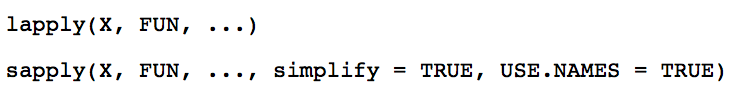 lapply(X, FUN, ...)
sapply(X, FUN, ..., simplify = TRUE, USE.NAMES = TRUE)